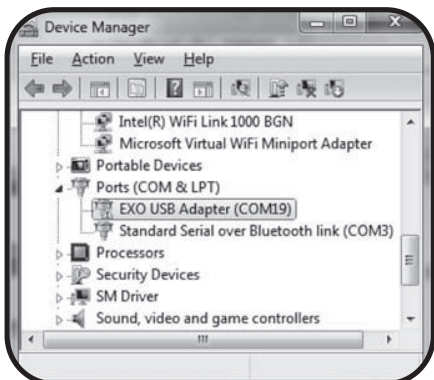 Device Manager
File Action View Help
Intel(R) WiFi Link 1000 BGN
Microsoft Virtual WiFi Miniport Adapter
Portable Devices
Ports (COM & LPT)
EXO USB Adapter (COM19)
Standard Serial over Bluetooth link (COM3)
Processors
Security Devices
SM Driver
Sound, video and game controllers